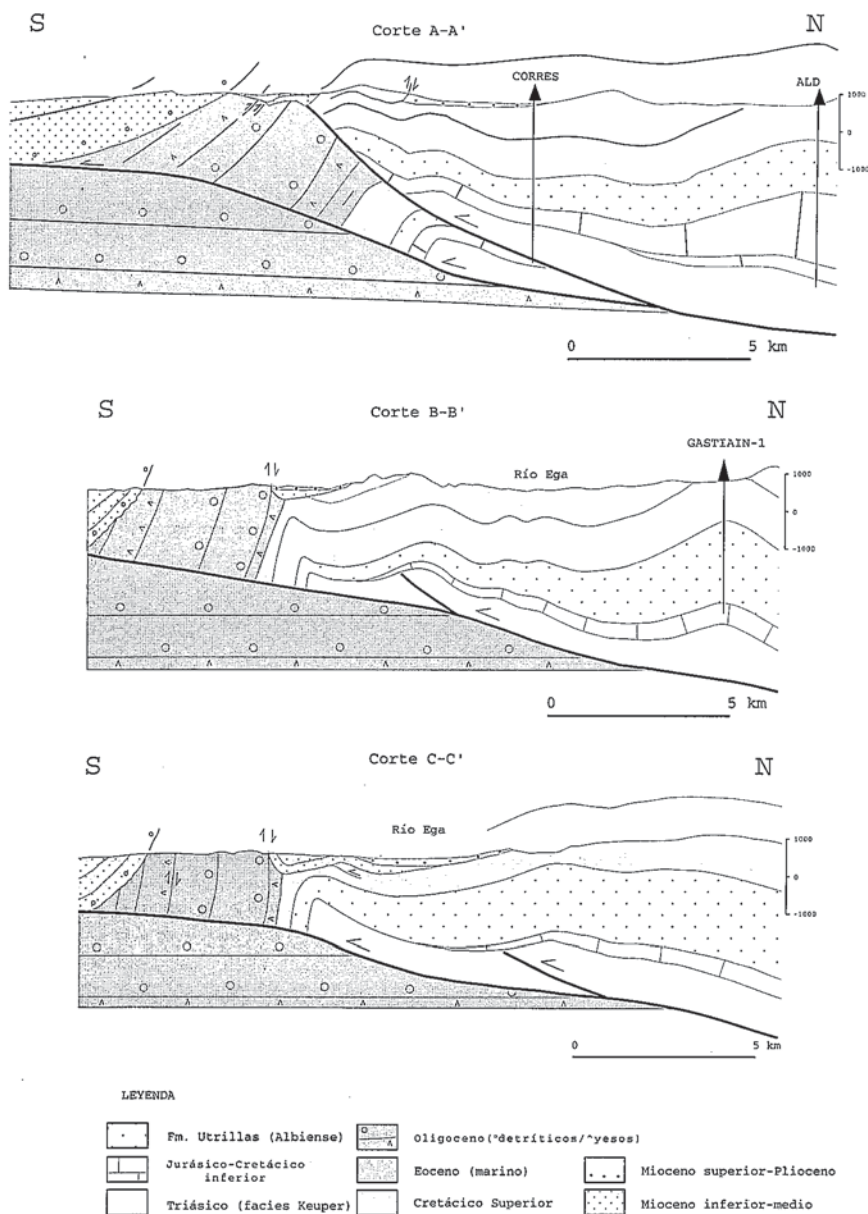 S
Corte A-A'
N
CORRES
ALD
1000
0
-1000
0 5 km
S
Corte B-B'
N
GASTIAIN-1
Río Ega
1000
0
-1000
0 5 km
S
Corte C-C'
N
Río Ega
1000
0
-1000
0 5 km
LEYENDA
Fm. Utrillas (Albiense)
Oligoceno(°detríticos/^yesos)
Jurásico-Cretácico
inferior
Eoceno (marino)
Mioceno superior-Plioceno
Triásico (facies Keuper)
Cretácico Superior
Mioceno inferior-medio